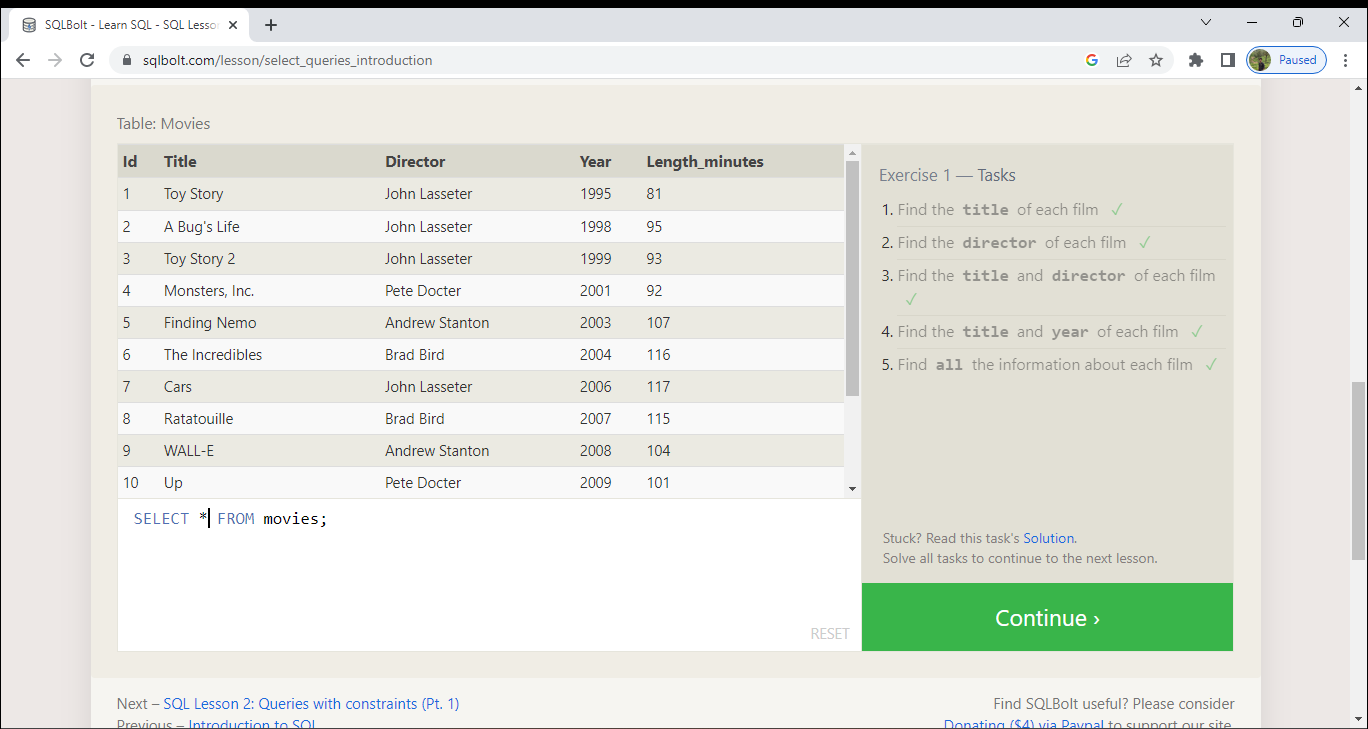 SQLBolt - Learn SQL - SQL Lesso
Paused
sqlbolt.com/lesson/select_queries_introduction
Table: Movies
Id Title Director Year Length_minutes
1 Toy Story John Lasseter 1995 81
2 A Bug's Life John Lasseter 1998 95
3 Toy Story 2 John Lasseter 1999 93
4 Monsters, Inc. Pete Docter 2001 92
5 Finding Nemo Andrew Stanton 2003 107
6 The Incredibles Brad Bird 2004 116
7 Cars John Lasseter 2006 117
8 Ratatouille Brad Bird 2007 115
9 WALL-E Andrew Stanton 2008 104
10 Up Pete Docter 2009 101
SELECT * FROM movies;
RESET
Exercise 1 — Tasks
1. Find the title of each film ✓
2. Find the director of each film ✓
3. Find the title and director of each film
✓
4. Find the title and year of each film ✓
5. Find all the information about each film ✓
Stuck? Read this task's Solution.
Solve all tasks to continue to the next lesson.
Continue ›
Next – SQL Lesson 2: Queries with constraints (Pt. 1)
Previous – Introduction to SQL
Find SQLBolt useful? Please consider
Donating ($4) via Paypal to support our site.